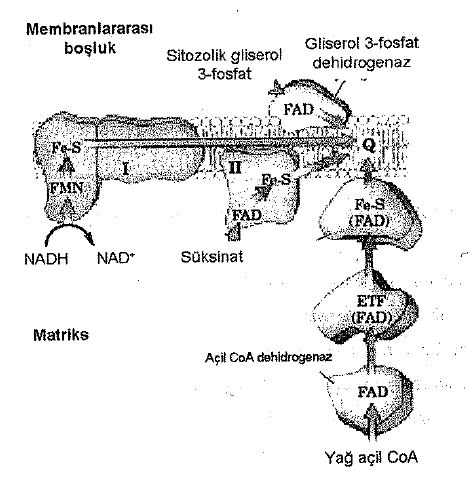 Membranlararası
boşluk
Sitozolik gliserol
3-fosfat
Gliserol 3-fosfat
dehidrogenaz
FAD
Fe-S
I
FMN
II
Fe-S
FAD
Q
NADH
NAD⁺
Süksinat
Fe-S
(FAD)
ETF
(FAD)
Matriks
Açil CoA dehidrogenaz
FAD
Yağ açil CoA